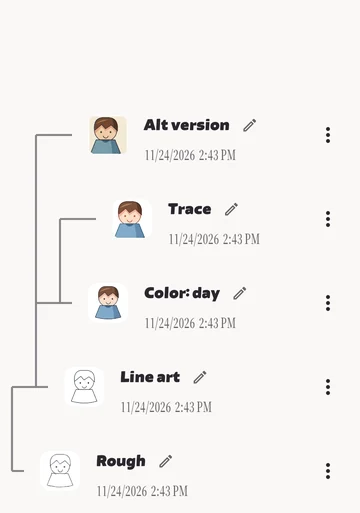 Alt version
11/24/2026 2:43 PM
Trace
11/24/2026 2:43 PM
Color: day
11/24/2026 2:43 PM
Line art
11/24/2026 2:43 PM
Rough
11/24/2026 2:43 PM